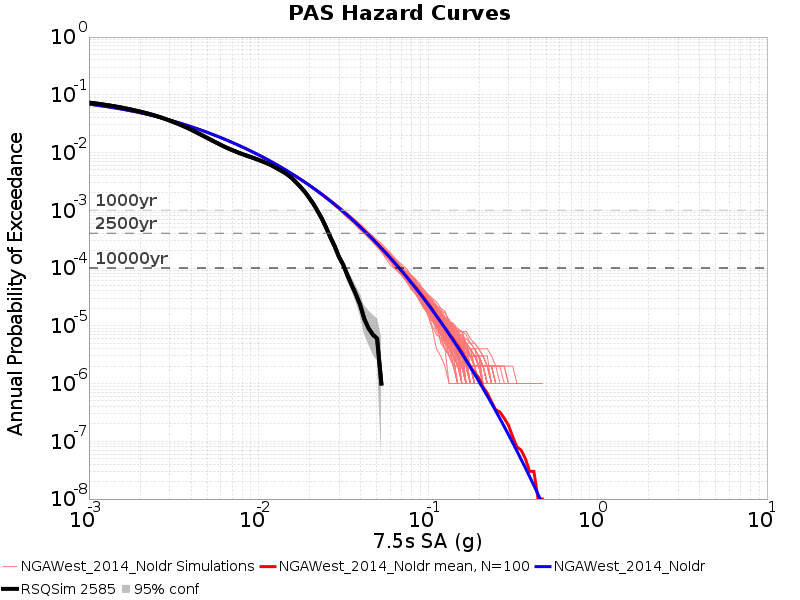 PAS Hazard Curves
Annual Probability of Exceedance
10^0
10^-1
10^-2
10^-3
10^-4
10^-5
10^-6
10^-7
10^-8
1000yr
2500yr
10000yr
10^-3 10^-2 10^-1 10^0 10^1
7.5s SA (g)
NGAWest_2014_NoIdr Simulations NGAWest_2014_NoIdr mean, N=100 NGAWest_2014_NoIdr
RSQSim 2585 95% conf